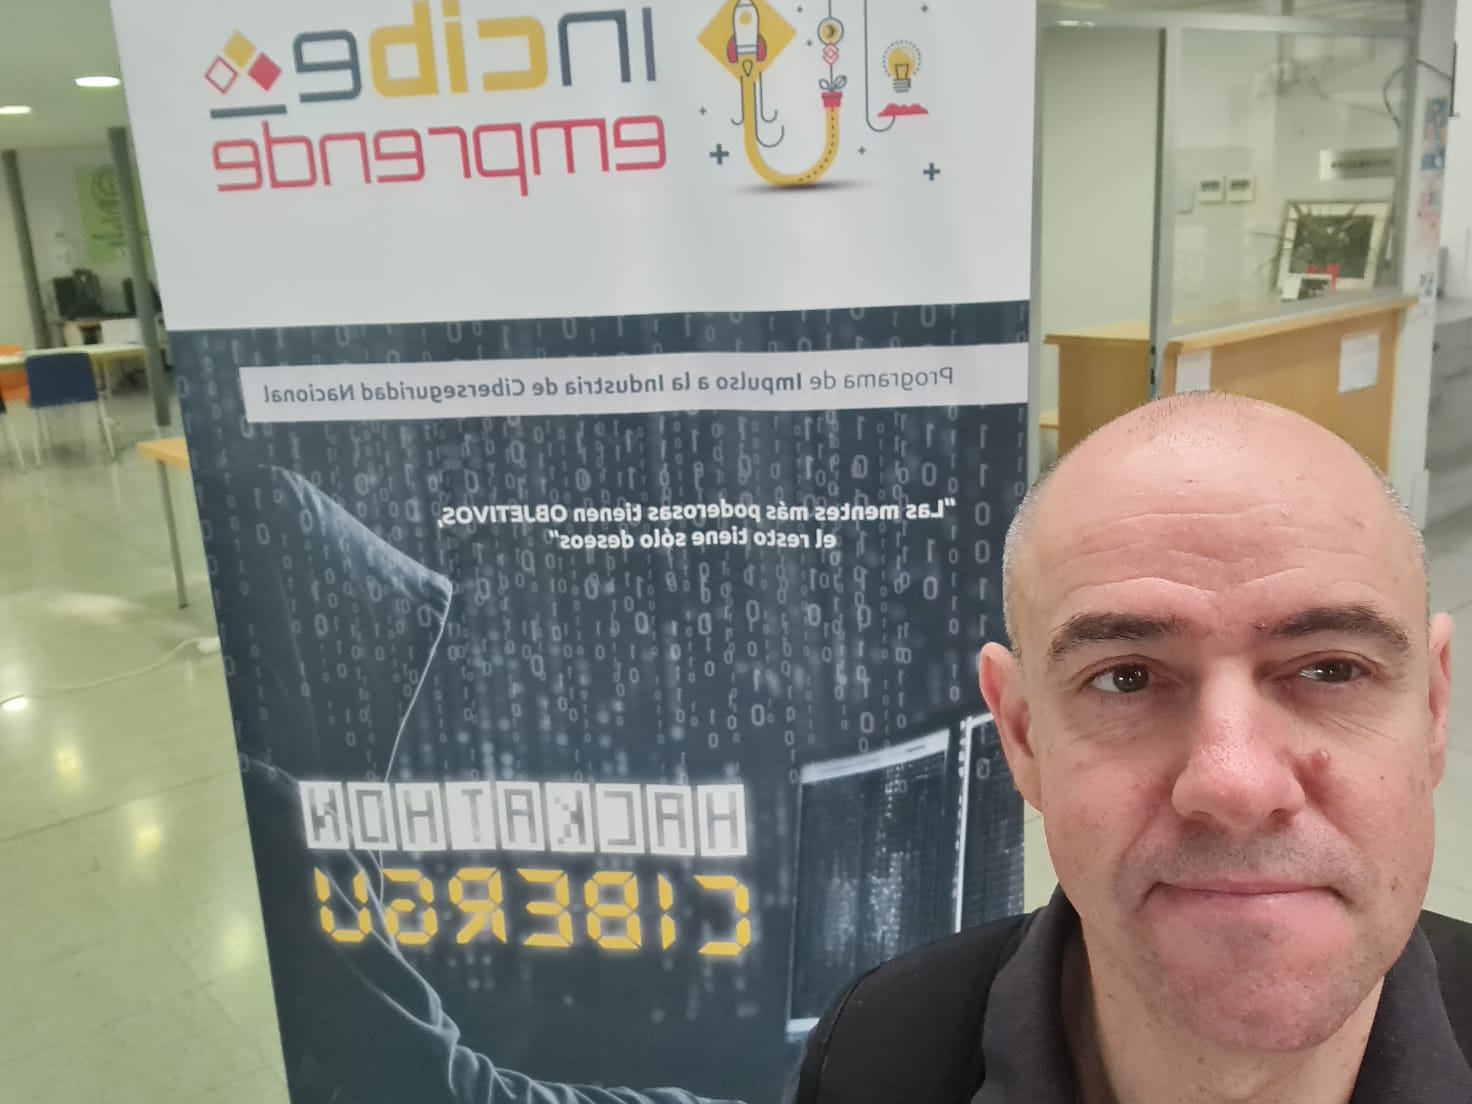 incibe_
emprende
Programa de Impulso a la Industria de Ciberseguridad Nacional
"Las mentes más poderosas tienen OBJETIVOS,
el resto tiene sólo deseos"
HACKATHON
CIBERGU